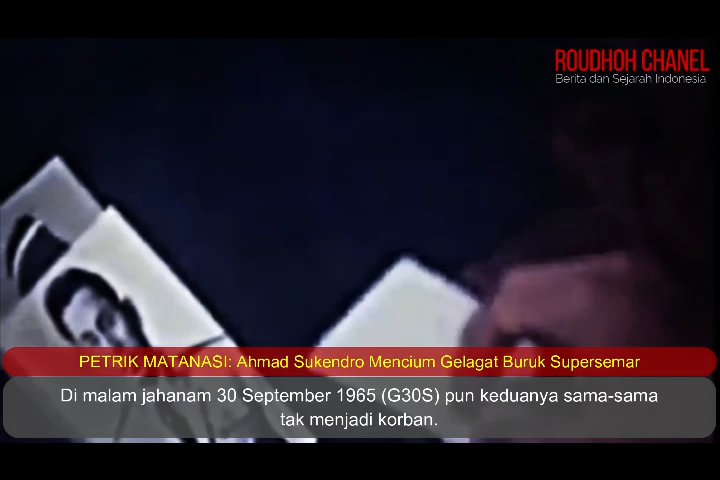 ROUDHOH CHANEL
Berita dan Sejarah Indonesia
PETRIK MATANASI: Ahmad Sukendro Mencium Gelagat Buruk Supersemar
Di malam jahanam 30 September 1965 (G30S) pun keduanya sama-sama
tak menjadi korban.